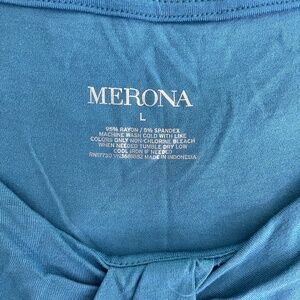 MERONA
L
95% RAYON / 5% SPANDEX
MACHINE WASH COLD WITH LIKE
COLORS ONLY NON-CHLORINE BLEACH
WHEN NEEDED TUMBLE DRY LOW
COOL IRON IF NEEDED
MADE IN INDONESIA